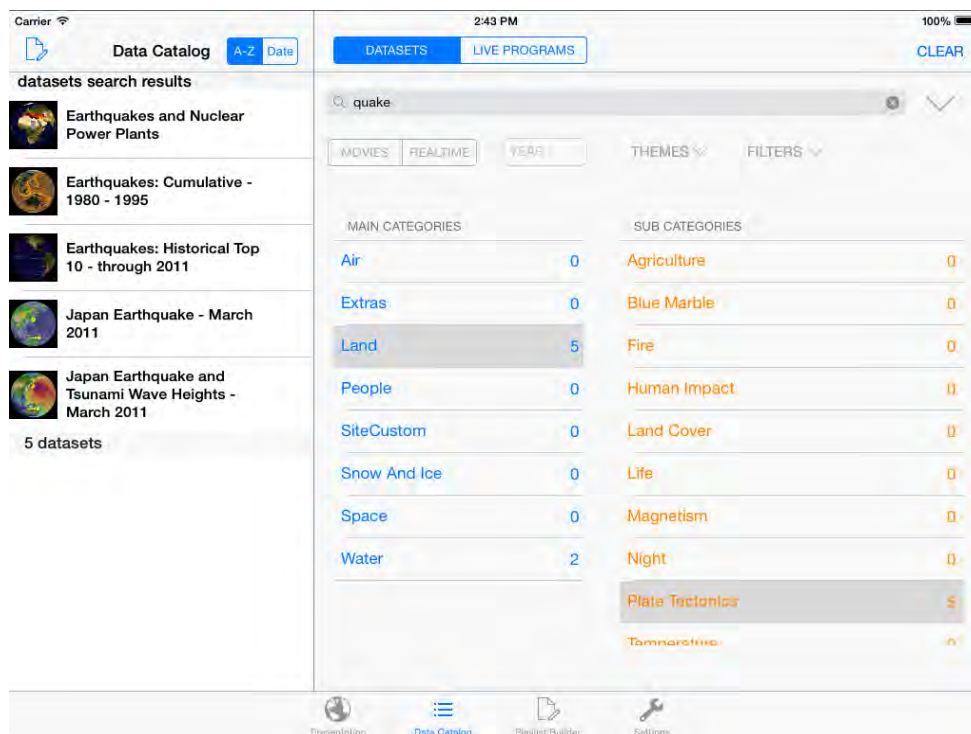 Carrier
2:43 PM
100%
Data Catalog
A-Z Date
DATASETS LIVE PROGRAMS
CLEAR
datasets search results
Earthquakes and Nuclear
Power Plants
Earthquakes: Cumulative -
1980 - 1995
Earthquakes: Historical Top
10 - through 2011
Japan Earthquake - March
2011
Japan Earthquake and
Tsunami Wave Heights -
March 2011
5 datasets
quake
MOVIES REALTIME YEAR THEMES FILTERS
MAIN CATEGORIES
Air 0
Extras 0
Land 5
People 0
SiteCustom 0
Snow And Ice 0
Space 0
Water 2
SUB CATEGORIES
Agriculture 0
Blue Marble 0
Fire 0
Human Impact 0
Land Cover 0
Life 0
Magnetism 0
Night 0
Plate Tectonics 5
Temperature 0
Presentation Data Catalog Playlist Builder Settings